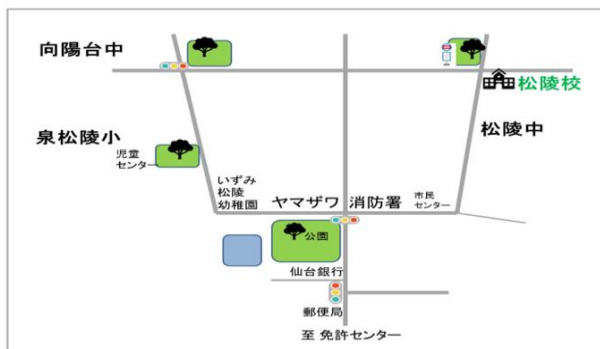 向陽台中
松陵校
泉松陵小
児童
センター
松陵中
いずみ
松陵
幼稚園
ヤマザワ
消防署
市民
センター
公園
仙台銀行
郵便局
至 免許センター